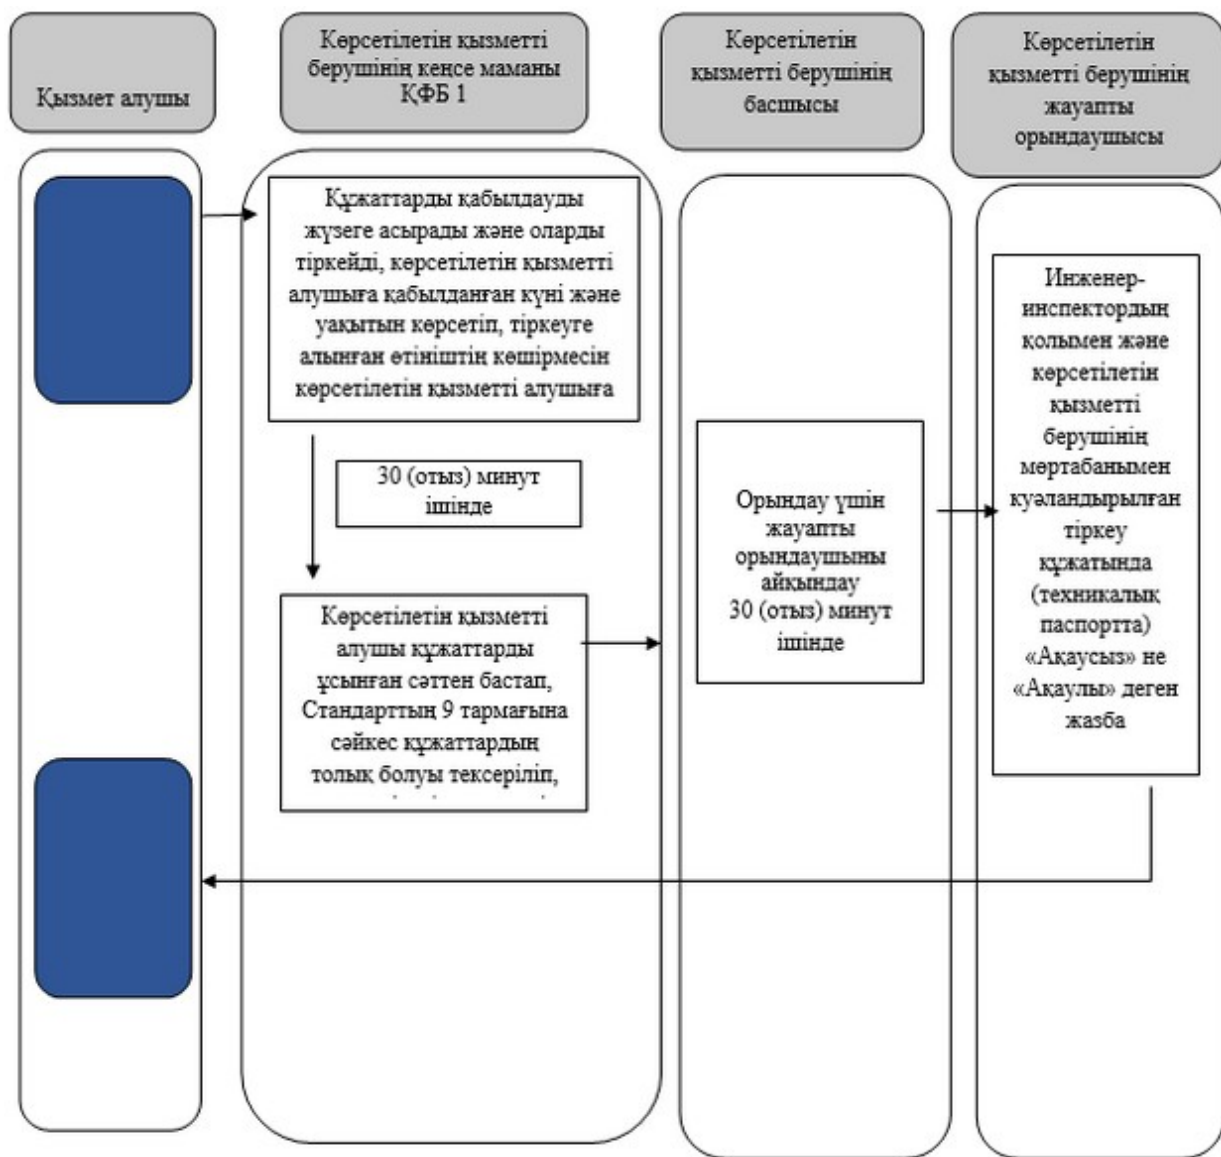 Қызмет алушы
Көрсетілетін қызметті
берушінің кеңсе маманы
ҚФБ 1
Көрсетілетін
қызметті берушінің
басшысы
Көрсетілетін
қызметті берушінің
жауапты
орындаушысы
Құжаттарды қабылдауды
жүзеге асырады және оларды
тіркейді, көрсетілетін қызметті
алушыға қабылданған күні және
уақытын көрсетіп, тіркеуге
алынған өтініштің көшірмесін
көрсетілетін қызметті алушыға
30 (отыз) минут
ішінде
Көрсетілетін қызметті
алушы құжаттарды
ұсынған сәттен бастап,
Стандарттың 9 тармағына
сәйкес құжаттардың
толық болуы тексеріліп,
Орындау үшін
жауапты
орындаушыны
айқындау
30 (отыз) минут
ішінде
Инженер-
инспектордың
қолымен және
көрсетілетін
қызметті
берушінің
мөртабанымен
куәландырылған
тіркеу
құжатында
(техникалық
паспортта)
«Ақаусыз» не
«Ақаулы» деген
жазба